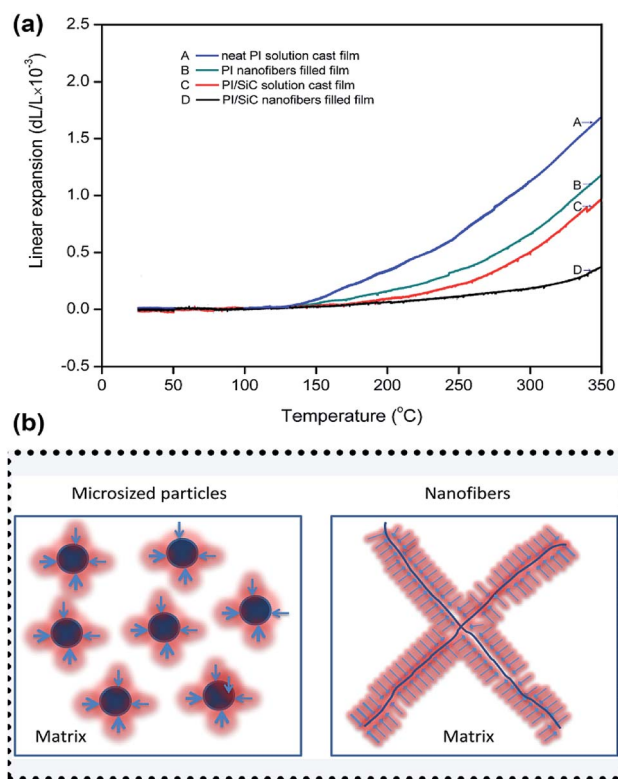 (a)
2.5
2.0
1.5
1.0
0.5
0.0
-0.5
Linear expansion (dL/L×10⁻³)
A neat PI solution cast film
B PI nanofibers filled film
C PI/SiC solution cast film
D PI/SiC nanofibers filled film
A→
B→
C→
D→
0 50 100 150 200 250 300 350
Temperature (°C)
(b)
Microsized particles Nanofibers
Matrix Matrix